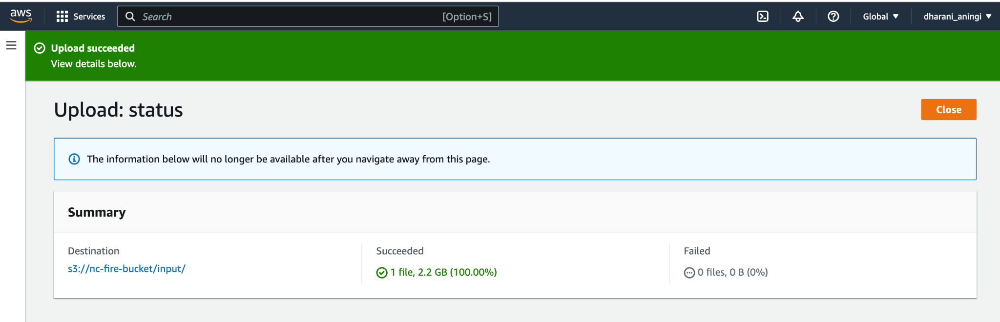 aws Services Search [Option+S] Global dharani_aningi
Upload succeeded
View details below.
Upload: status
Close
The information below will no longer be available after you navigate away from this page.
Summary
Destination
s3://nc-fire-bucket/input/
Succeeded
1 file, 2.2 GB (100.00%)
Failed
0 files, 0 B (0%)